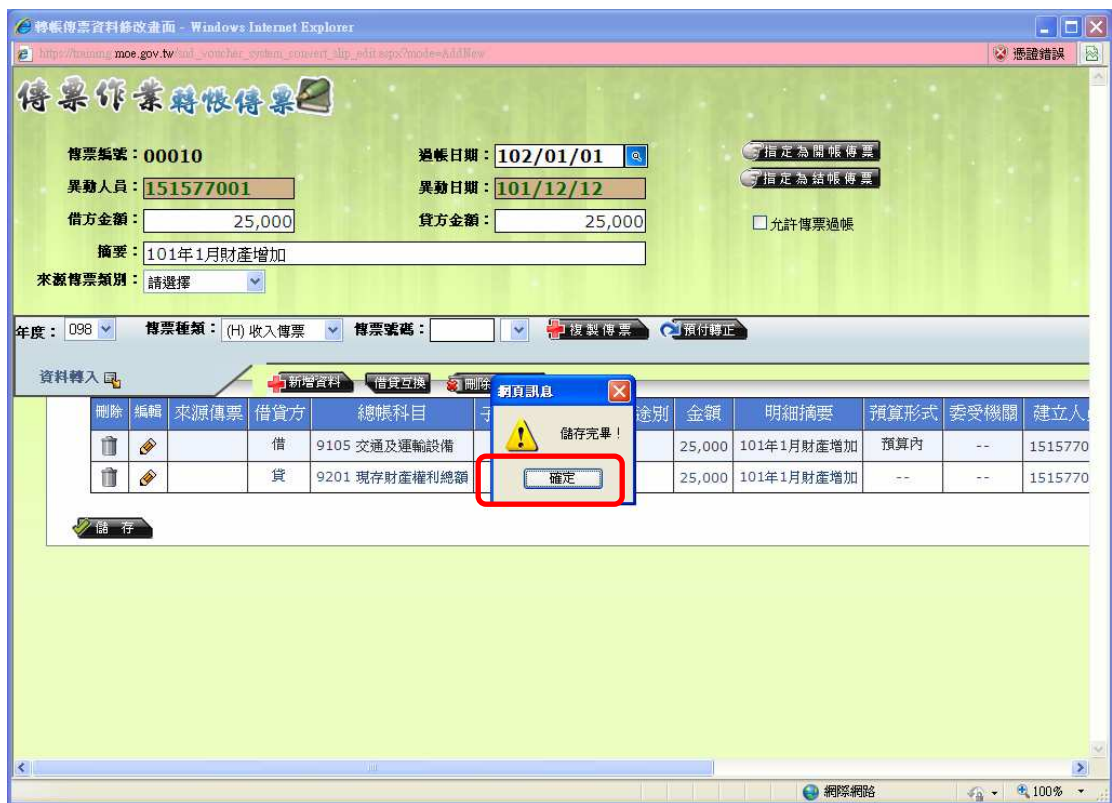 轉帳傳票資料修改畫面 - Windows Internet Explorer
https://training.moe.gov.tw/snd_voucher_system_convert_slip_edit.aspx?mode=AddNew 憑證錯誤
傳票作業 轉帳傳票
傳票編號：00010 過帳日期：102/01/01 指定為開帳傳票
異動人員：151577001 異動日期：101/12/12 指定為結帳傳票
借方金額：25,000 貸方金額：25,000 允許傳票過帳
摘要：101年1月財產增加
來源傳票類別：請選擇
年度：098 傳票種類：(H) 收入傳票 傳票號碼： 複製傳票 預付轉正
資料轉入 新增資料 借貸互換 刪除
網頁訊息
儲存完畢！
確定
刪除 編輯 來源傳票 借貸方 總帳科目 子 途別 金額 明細摘要 預算形式 委受機關 建立人
借 9105 交通及運輸設備 25,000 101年1月財產增加 預算內 -- 1515770
貸 9201 現存財產權利總額 25,000 101年1月財產增加 -- -- 1515770
儲 存
網際網路 100%